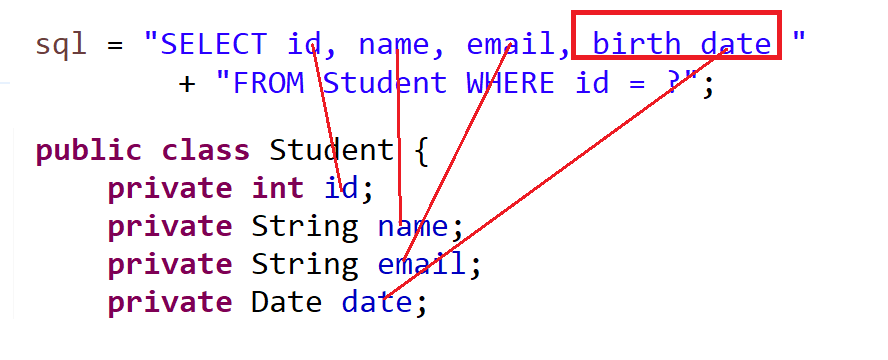 sql = "SELECT id, name, email, birth date "
+ "FROM Student WHERE id = ?";
public class Student {
private int id;
private String name;
private String email;
private Date date;